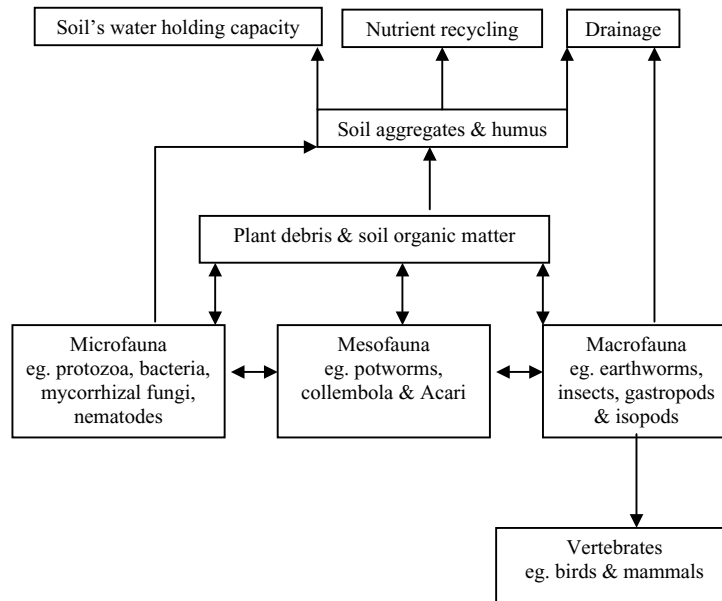 Soil’s water holding capacity
Nutrient recycling
Drainage
Soil aggregates & humus
Plant debris & soil organic matter
Microfauna
eg. protozoa, bacteria,
mycorrhizal fungi,
nematodes
Mesofauna
eg. potworms,
collembola & Acari
Macrofauna
eg. earthworms,
insects, gastropods
& isopods
Vertebrates
eg. birds & mammals